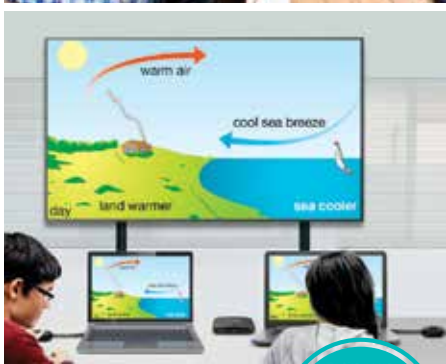 warm air
cool sea breeze
day
land warmer
sea cooler